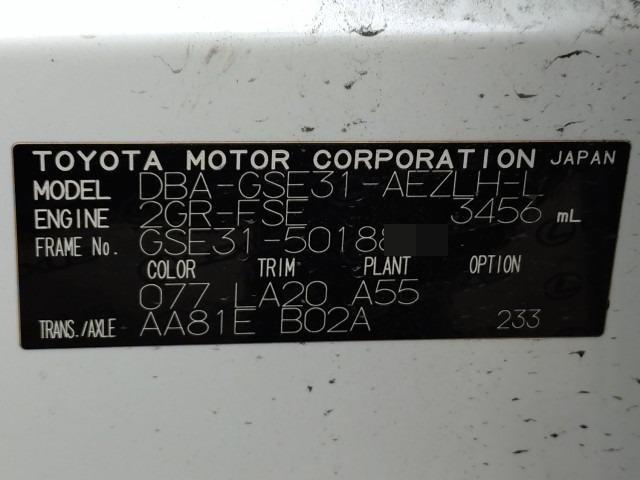 TOYOTA MOTOR CORPORATION JAPAN
MODEL DBA-GSE31-AEZLH-L
ENGINE 2GR-FSE 3456 mL
FRAME No. GSE31-50188
COLOR TRIM PLANT OPTION
077 LA20 A55
TRANS./AXLE AA81E B02A 233